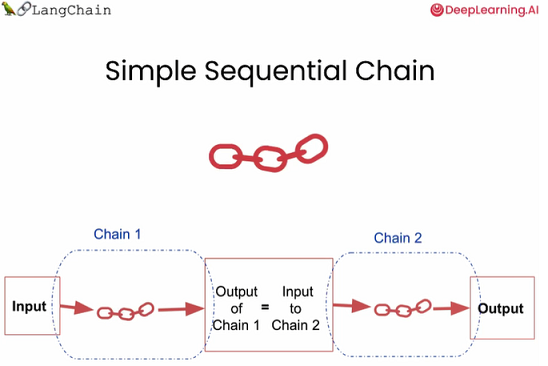 LangChain
DeepLearning.AI
Simple Sequential Chain
Chain 1
Chain 2
Input
Output of Chain 1 = Input to Chain 2
Output